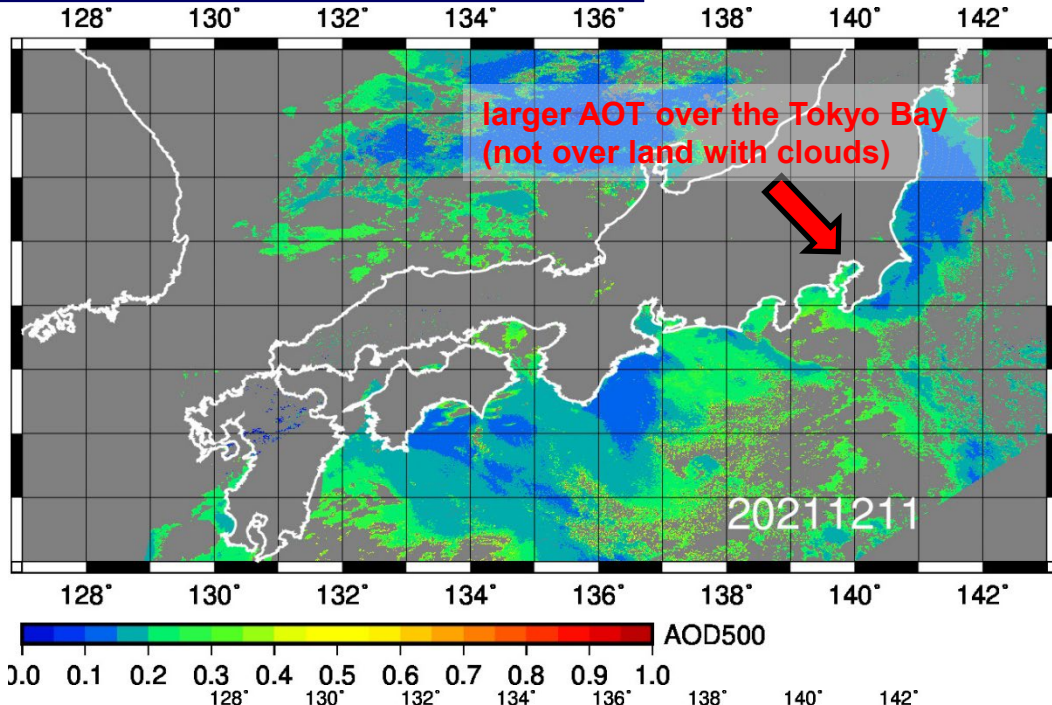 128° 130° 132° 134° 136° 138° 140° 142°
larger AOT over the Tokyo Bay
(not over land with clouds)
20211211
128° 130° 132° 134° 136° 138° 140° 142°
AOD500
0.0 0.1 0.2 0.3 0.4 0.5 0.6 0.7 0.8 0.9 1.0
128° 130° 132° 134° 136° 138° 140° 142°